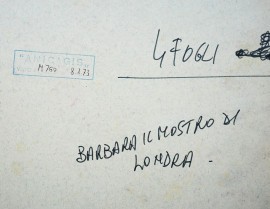 4 FOGLI
M.760 8.1.73
BARBARA IL MOSTRO DI
LONDRA.